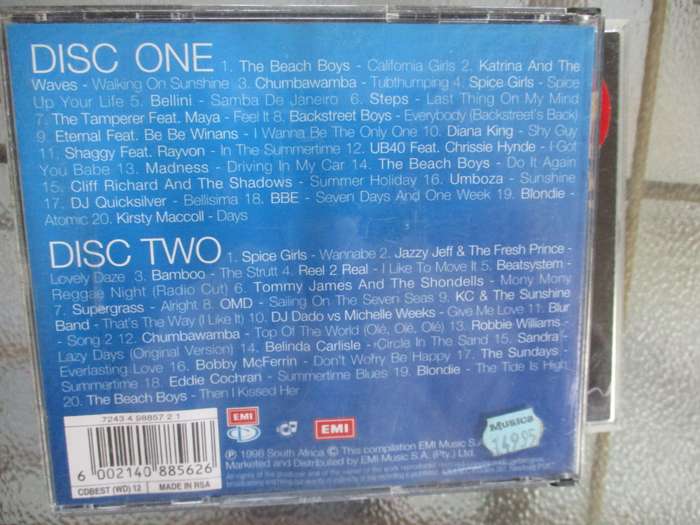 DISC ONE 1. The Beach Boys - California Girls 2. Katrina And The
Waves - Walking On Sunshine 3. Chumbawamba - Tubthumping 4. Spice Girls - Spice
Up Your Life 5. Bellini - Samba De Janeiro 6. Steps - Last Thing On My Mind
7. The Tamperer Feat. Maya - Feel It 8. Backstreet Boys - Everybody (Backstreet's Back)
9. Eternal Feat. Be Be Winans - I Wanna Be The Only One 10. Diana King - Shy Guy
11. Shaggy Feat. Rayvon - In The Summertime 12. UB40 Feat. Chrissie Hynde - I Got
You Babe 13. Madness - Driving In My Car 14. The Beach Boys - Do It Again
15. Cliff Richard And The Shadows - Summer Holiday 16. Umboza - Sunshine
17. DJ Quicksilver - Bellisima 18. BBE - Seven Days And One Week 19. Blondie -
Atomic 20. Kirsty Maccoll - Days
DISC TWO 1. Spice Girls - Wannabe 2. Jazzy Jeff & The Fresh Prince -
Lovely Daze 3. Bamboo - The Strutt 4. Reel 2 Real - I Like To Move It 5. Beatsystem -
Reggae Night (Radio Cut) 6. Tommy James And The Shondells - Mony Mony
7. Supergrass - Alright 8. OMD - Sailing On The Seven Seas 9. KC & The Sunshine
Band - That's The Way (I Like It) 10. DJ Dado vs Michelle Weeks - Give Me Love 11. Blur
- Song 2 12. Chumbawamba - Top Of The World (Olé, Olé, Olé) 13. Robbie Williams -
Lazy Days (Original Version) 14. Belinda Carlisle - Circle In The Sand 15. Sandra -
Everlasting Love 16. Bobby McFerrin - Don't Worry Be Happy 17. The Sundays -
Summertime 18. Eddie Cochran - Summertime Blues 19. Blondie - The Tide Is High
20. The Beach Boys - Then I Kissed Her
7243 4 98857 2 1
6 002140 885626
CDBEST (WD) 12 MADE IN RSA
EMI
EMI
Musica
149.95
℗ 1998 South Africa © This compilation EMI Music S.A.
Marketed and Distributed by EMI Music S.A. (Pty.) Ltd.